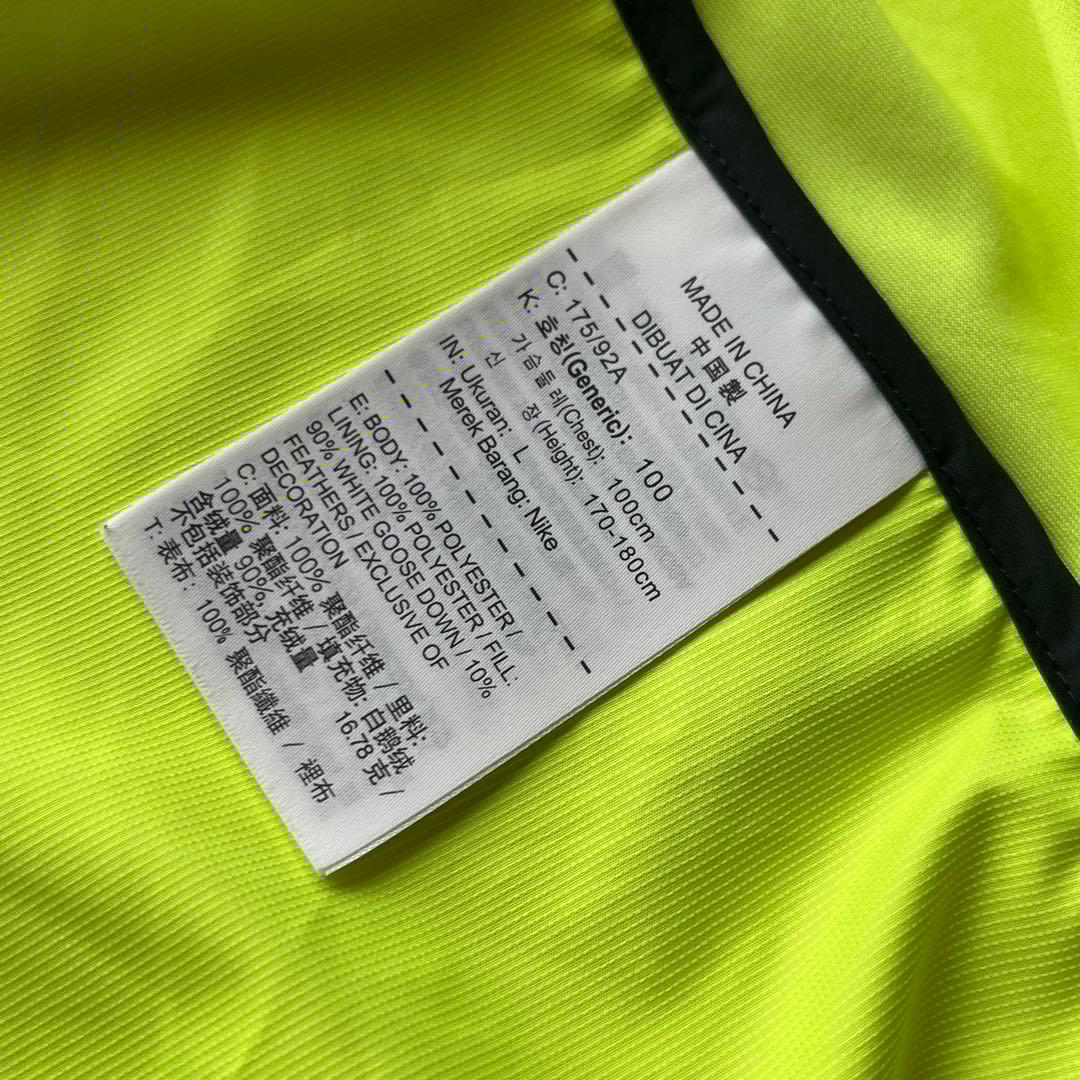 MADE IN CHINA
中国製
DIBUAT DI CINA
C: 175/92A
K: 호칭(Generic): 100
가슴둘레(Chest): 100cm
신 장(Height): 170-180cm
IN: Ukuran: L
Merek Barang: Nike
E: BODY: 100% POLYESTER /
LINING: 100% POLYESTER / FILL:
90% WHITE GOOSE DOWN / 10%
FEATHERS / EXCLUSIVE OF
DECORATION
C: 面料: 100% 聚酯纤维 / 里料:
100% 聚酯纤维 / 填充物: 白鹅绒
含绒量 90%, 充绒量 16.78 克 /
不包括装饰部分
T: 表布: 100% 聚酯纖維 / 裡布